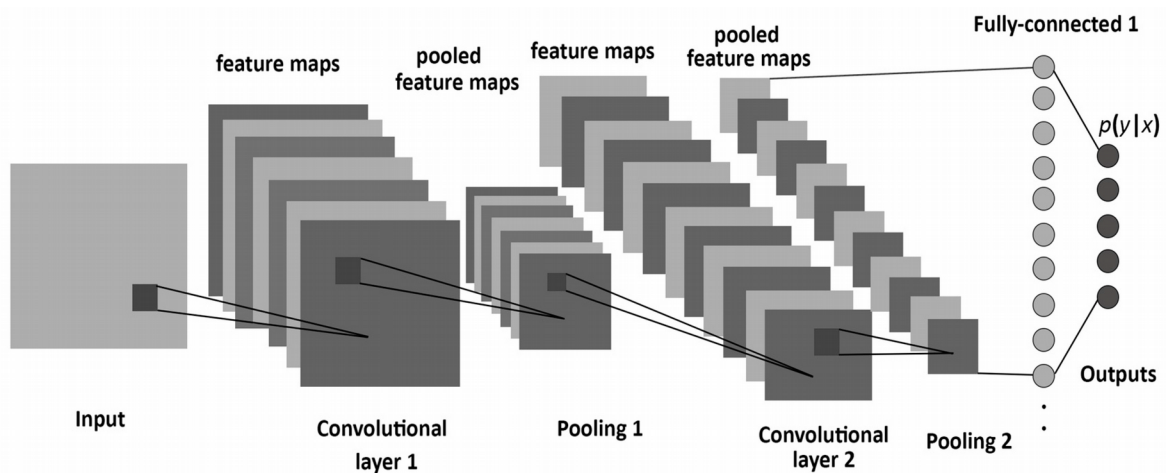 Fully-connected 1
pooled
feature maps
feature maps
pooled
feature maps
feature maps
p(y|x)
Outputs
Input
Convolutional
layer 1
Pooling 1
Convolutional
layer 2
Pooling 2